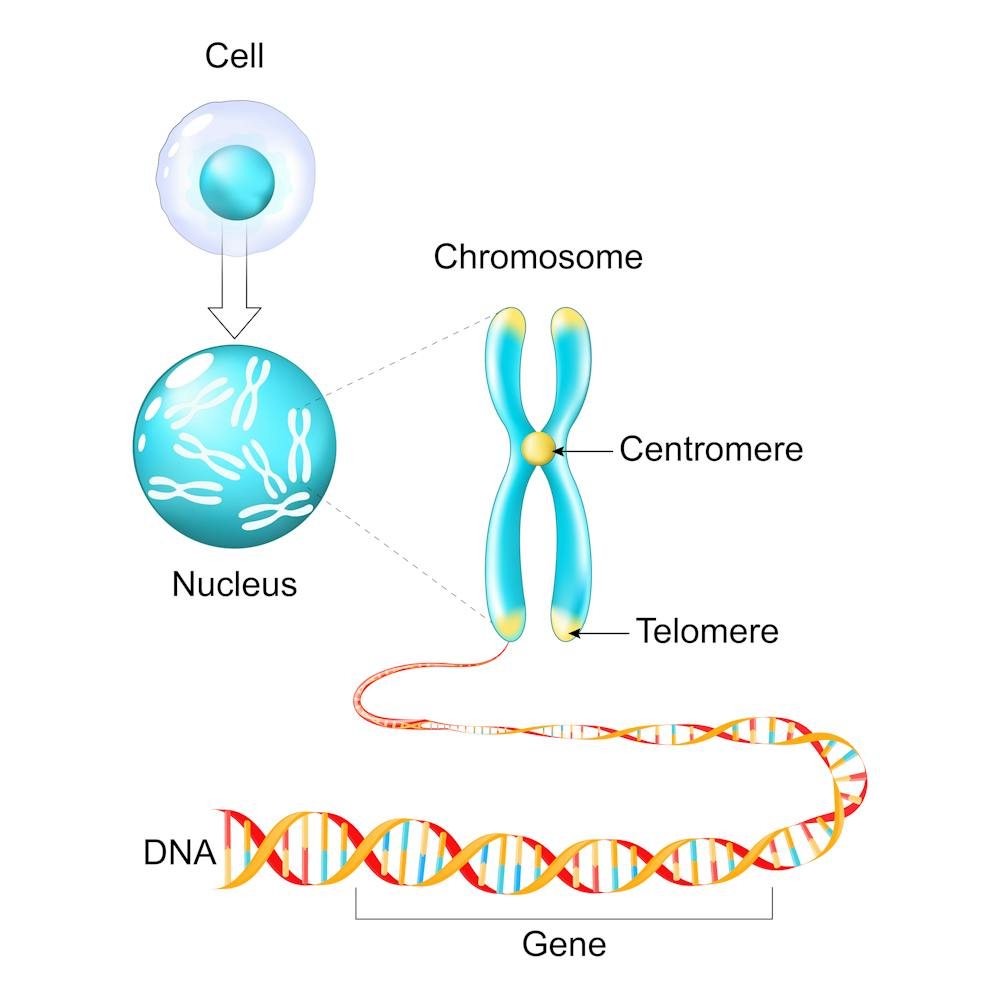 Cell
Chromosome
Centromere
Nucleus
Telomere
DNA
Gene